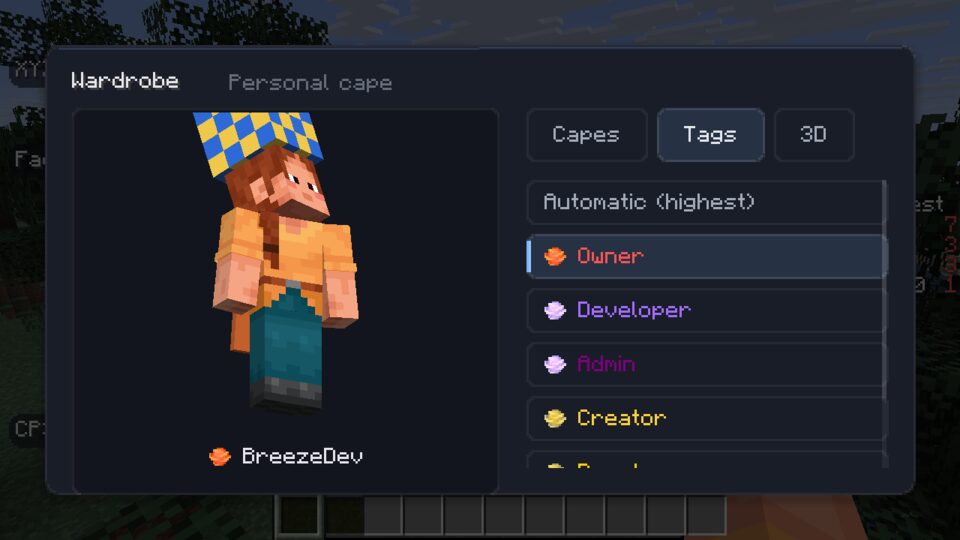 Wardrobe
Personal cape
Capes
Tags
3D
Automatic (highest)
Owner
Developer
Admin
Creator
BreezeDev